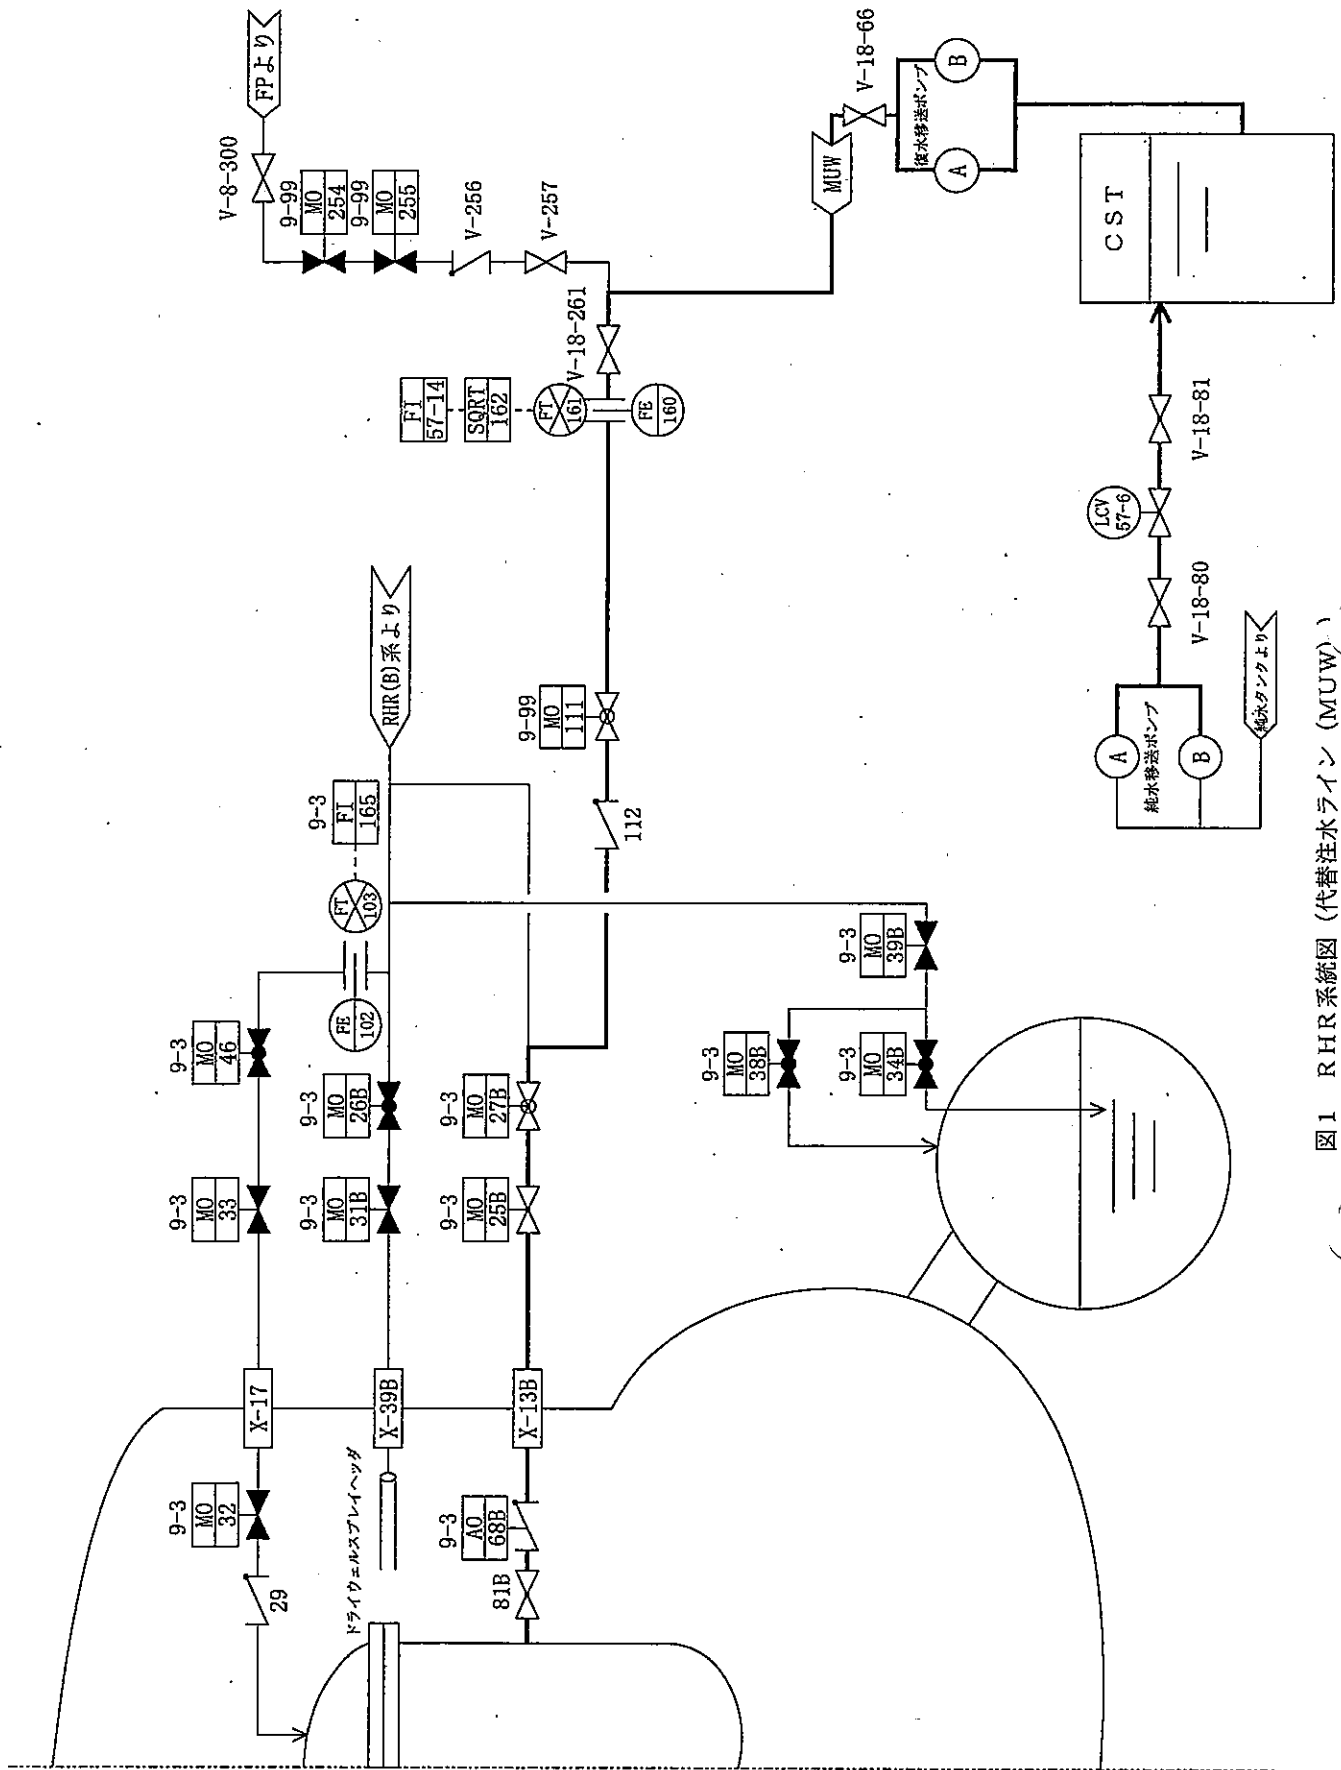 FPより
V-8-300
9-99
MO
254
9-99
MO
255
V-256
V-257
V-18-261
FI
57-14
SQRT
162
FT
161
FE
160
MUW
V-18-66
復水移送ポンプ
A
B
CST
V-18-81
LCV
57-6
V-18-80
純水移送ポンプ
A
B
純水タンクより
RHR(B)系より
9-99
MO
111
112
9-3
FI
165
FT
103
FE
102
9-3
MO
46
9-3
MO
33
X-17
9-3
MO
32
29
9-3
MO
26B
9-3
MO
31B
X-39B
ドライウェルスプレイヘッダ
9-3
MO
27B
9-3
MO
25B
X-13B
9-3
AO
68B
81B
9-3
MO
39B
9-3
MO
38B
9-3
MO
34B
図1 RHR系統図(代替注水ライン(MUW))